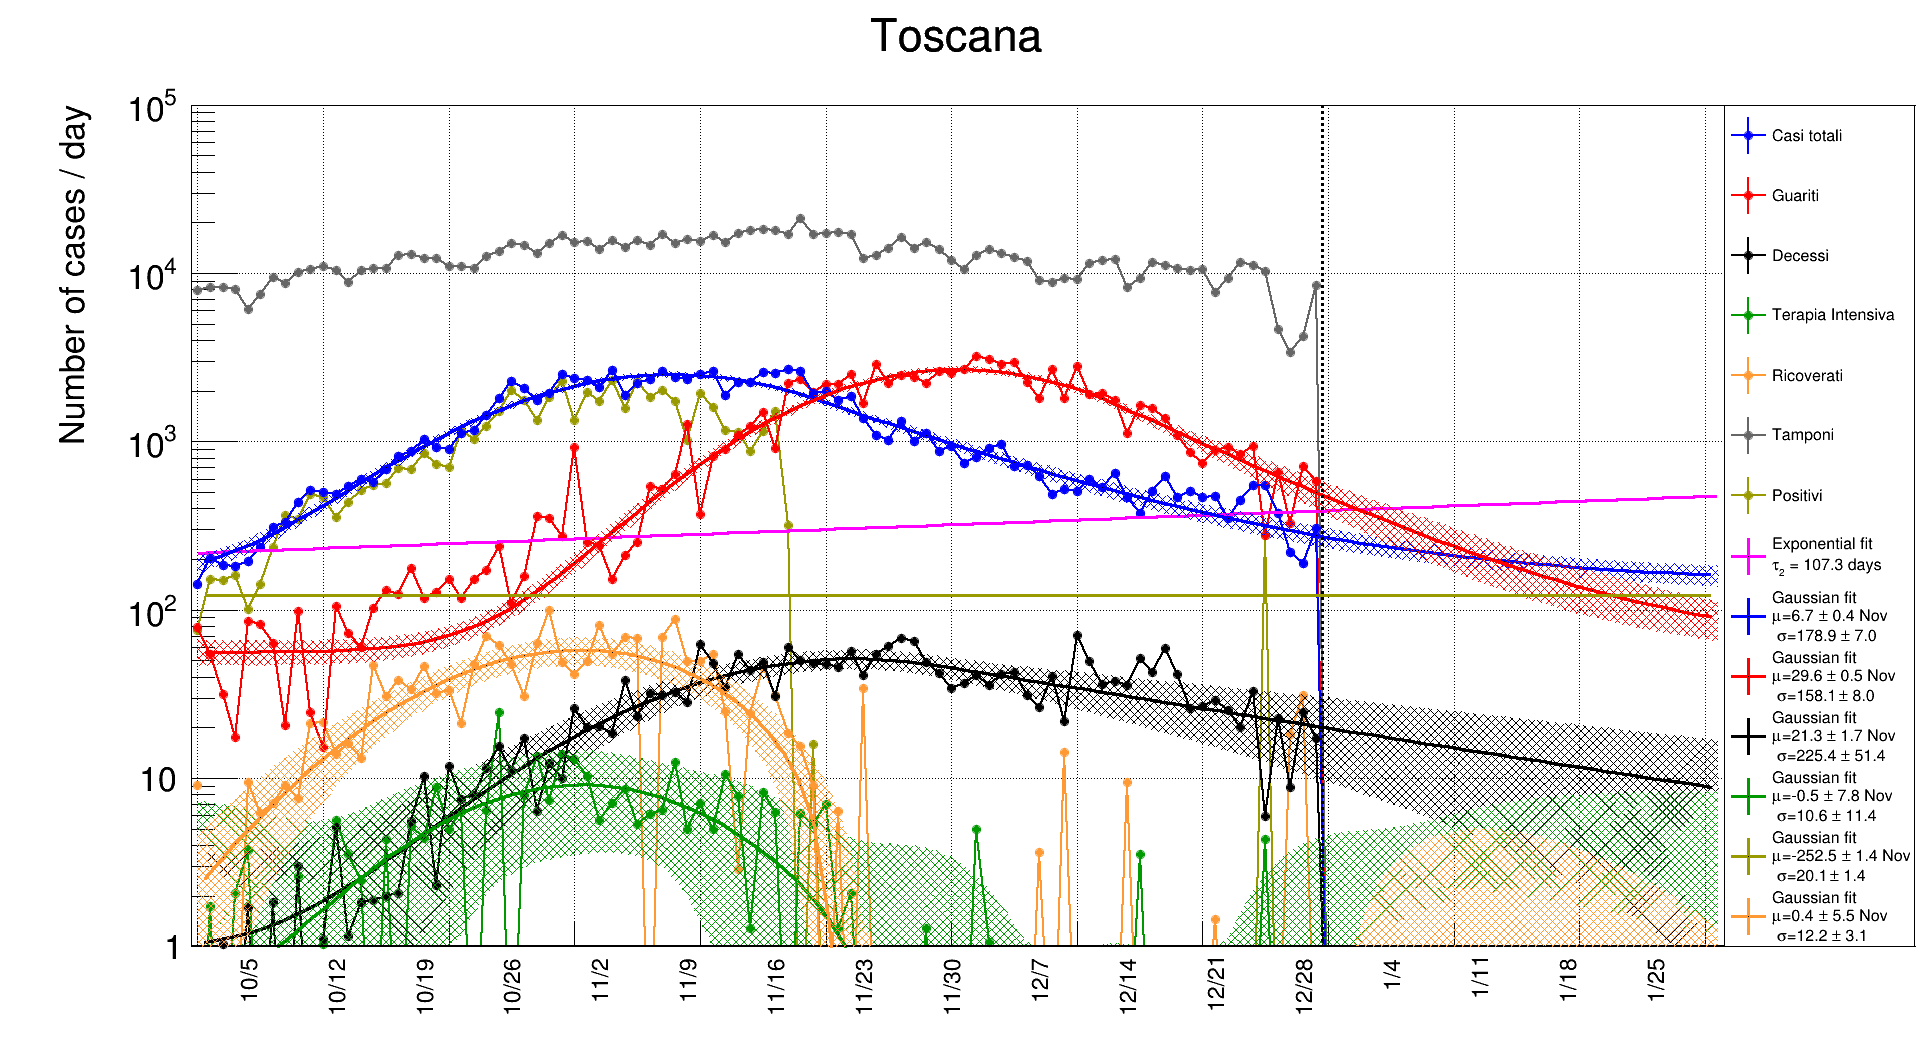 Toscana
Number of cases / day
10^5
10^4
10^3
10^2
10
1
10/5
10/12
10/19
10/26
11/2
11/9
11/16
11/23
11/30
12/7
12/14
12/21
12/28
1/4
1/11
1/18
1/25
Casi totali
Guariti
Decessi
Terapia Intensiva
Ricoverati
Tamponi
Positivi
Exponential fit
τ₂ = 107.3 days
Gaussian fit
μ=6.7 ± 0.4 Nov
σ=178.9 ± 7.0
Gaussian fit
μ=29.6 ± 0.5 Nov
σ=158.1 ± 8.0
Gaussian fit
μ=21.3 ± 1.7 Nov
σ=225.4 ± 51.4
Gaussian fit
μ=-0.5 ± 7.8 Nov
σ=10.6 ± 11.4
Gaussian fit
μ=-252.5 ± 1.4 Nov
σ=20.1 ± 1.4
Gaussian fit
μ=0.4 ± 5.5 Nov
σ=12.2 ± 3.1